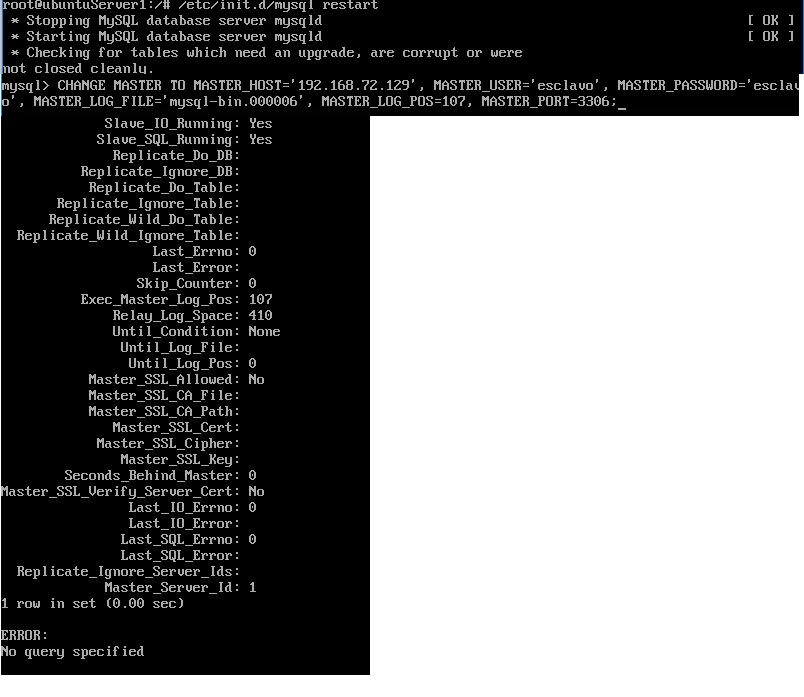 root@ubuntuServer1:/# /etc/init.d/mysql restart
 * Stopping MySQL database server mysqld [ OK ]
 * Starting MySQL database server mysqld [ OK ]
 * Checking for tables which need an upgrade, are corrupt or were
not closed cleanly.
mysql> CHANGE MASTER TO MASTER_HOST='192.168.72.129', MASTER_USER='esclavo', MASTER_PASSWORD='esclav
o', MASTER_LOG_FILE='mysql-bin.000006', MASTER_LOG_POS=107, MASTER_PORT=3306;_
Slave_IO_Running: Yes
Slave_SQL_Running: Yes
Replicate_Do_DB:
Replicate_Ignore_DB:
Replicate_Do_Table:
Replicate_Ignore_Table:
Replicate_Wild_Do_Table:
Replicate_Wild_Ignore_Table:
Last_Errno: 0
Last_Error:
Skip_Counter: 0
Exec_Master_Log_Pos: 107
Relay_Log_Space: 410
Until_Condition: None
Until_Log_File:
Until_Log_Pos: 0
Master_SSL_Allowed: No
Master_SSL_CA_File:
Master_SSL_CA_Path:
Master_SSL_Cert:
Master_SSL_Cipher:
Master_SSL_Key:
Seconds_Behind_Master: 0
Master_SSL_Verify_Server_Cert: No
Last_IO_Errno: 0
Last_IO_Error:
Last_SQL_Errno: 0
Last_SQL_Error:
Replicate_Ignore_Server_Ids:
Master_Server_Id: 1
1 row in set (0.00 sec)
ERROR:
No query specified